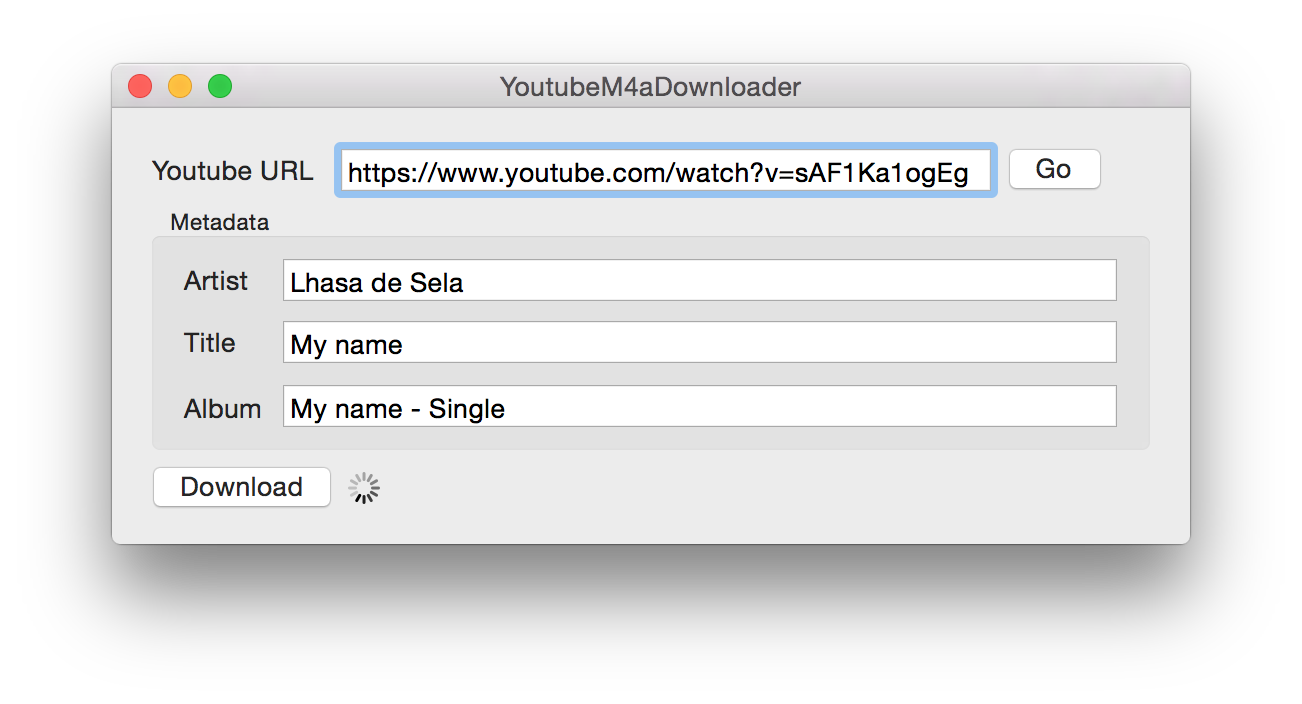 YoutubeM4aDownloader
Youtube URL https://www.youtube.com/watch?v=sAF1Ka1ogEg Go
Metadata
Artist Lhasa de Sela
Title My name
Album My name - Single
Download